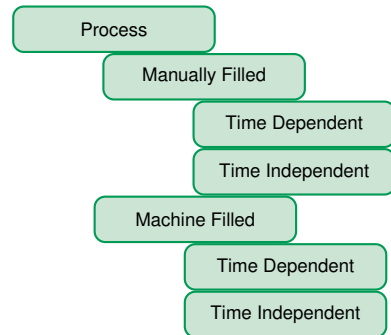 Process
Manually Filled
Time Dependent
Time Independent
Machine Filled
Time Dependent
Time Independent